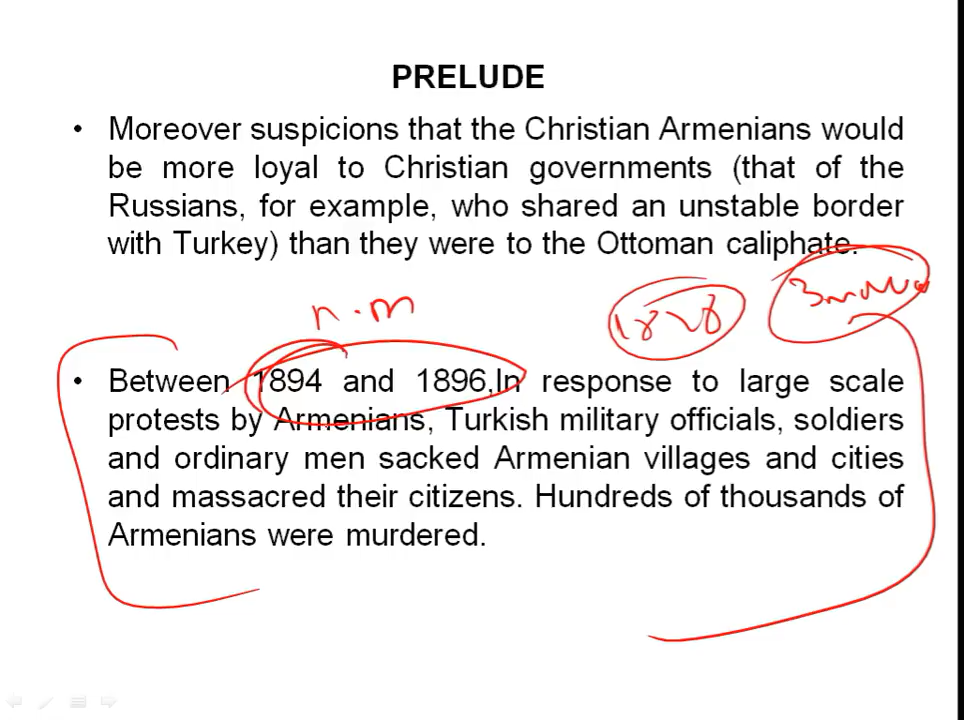 PRELUDE
• Moreover suspicions that the Christian Armenians would
be more loyal to Christian governments (that of the
Russians, for example, who shared an unstable border
with Turkey) than they were to the Ottoman caliphate.
n.m
• Between 1894 and 1896,In response to large scale
protests by Armenians, Turkish military officials, soldiers
and ordinary men sacked Armenian villages and cities
and massacred their citizens. Hundreds of thousands of
Armenians were murdered.